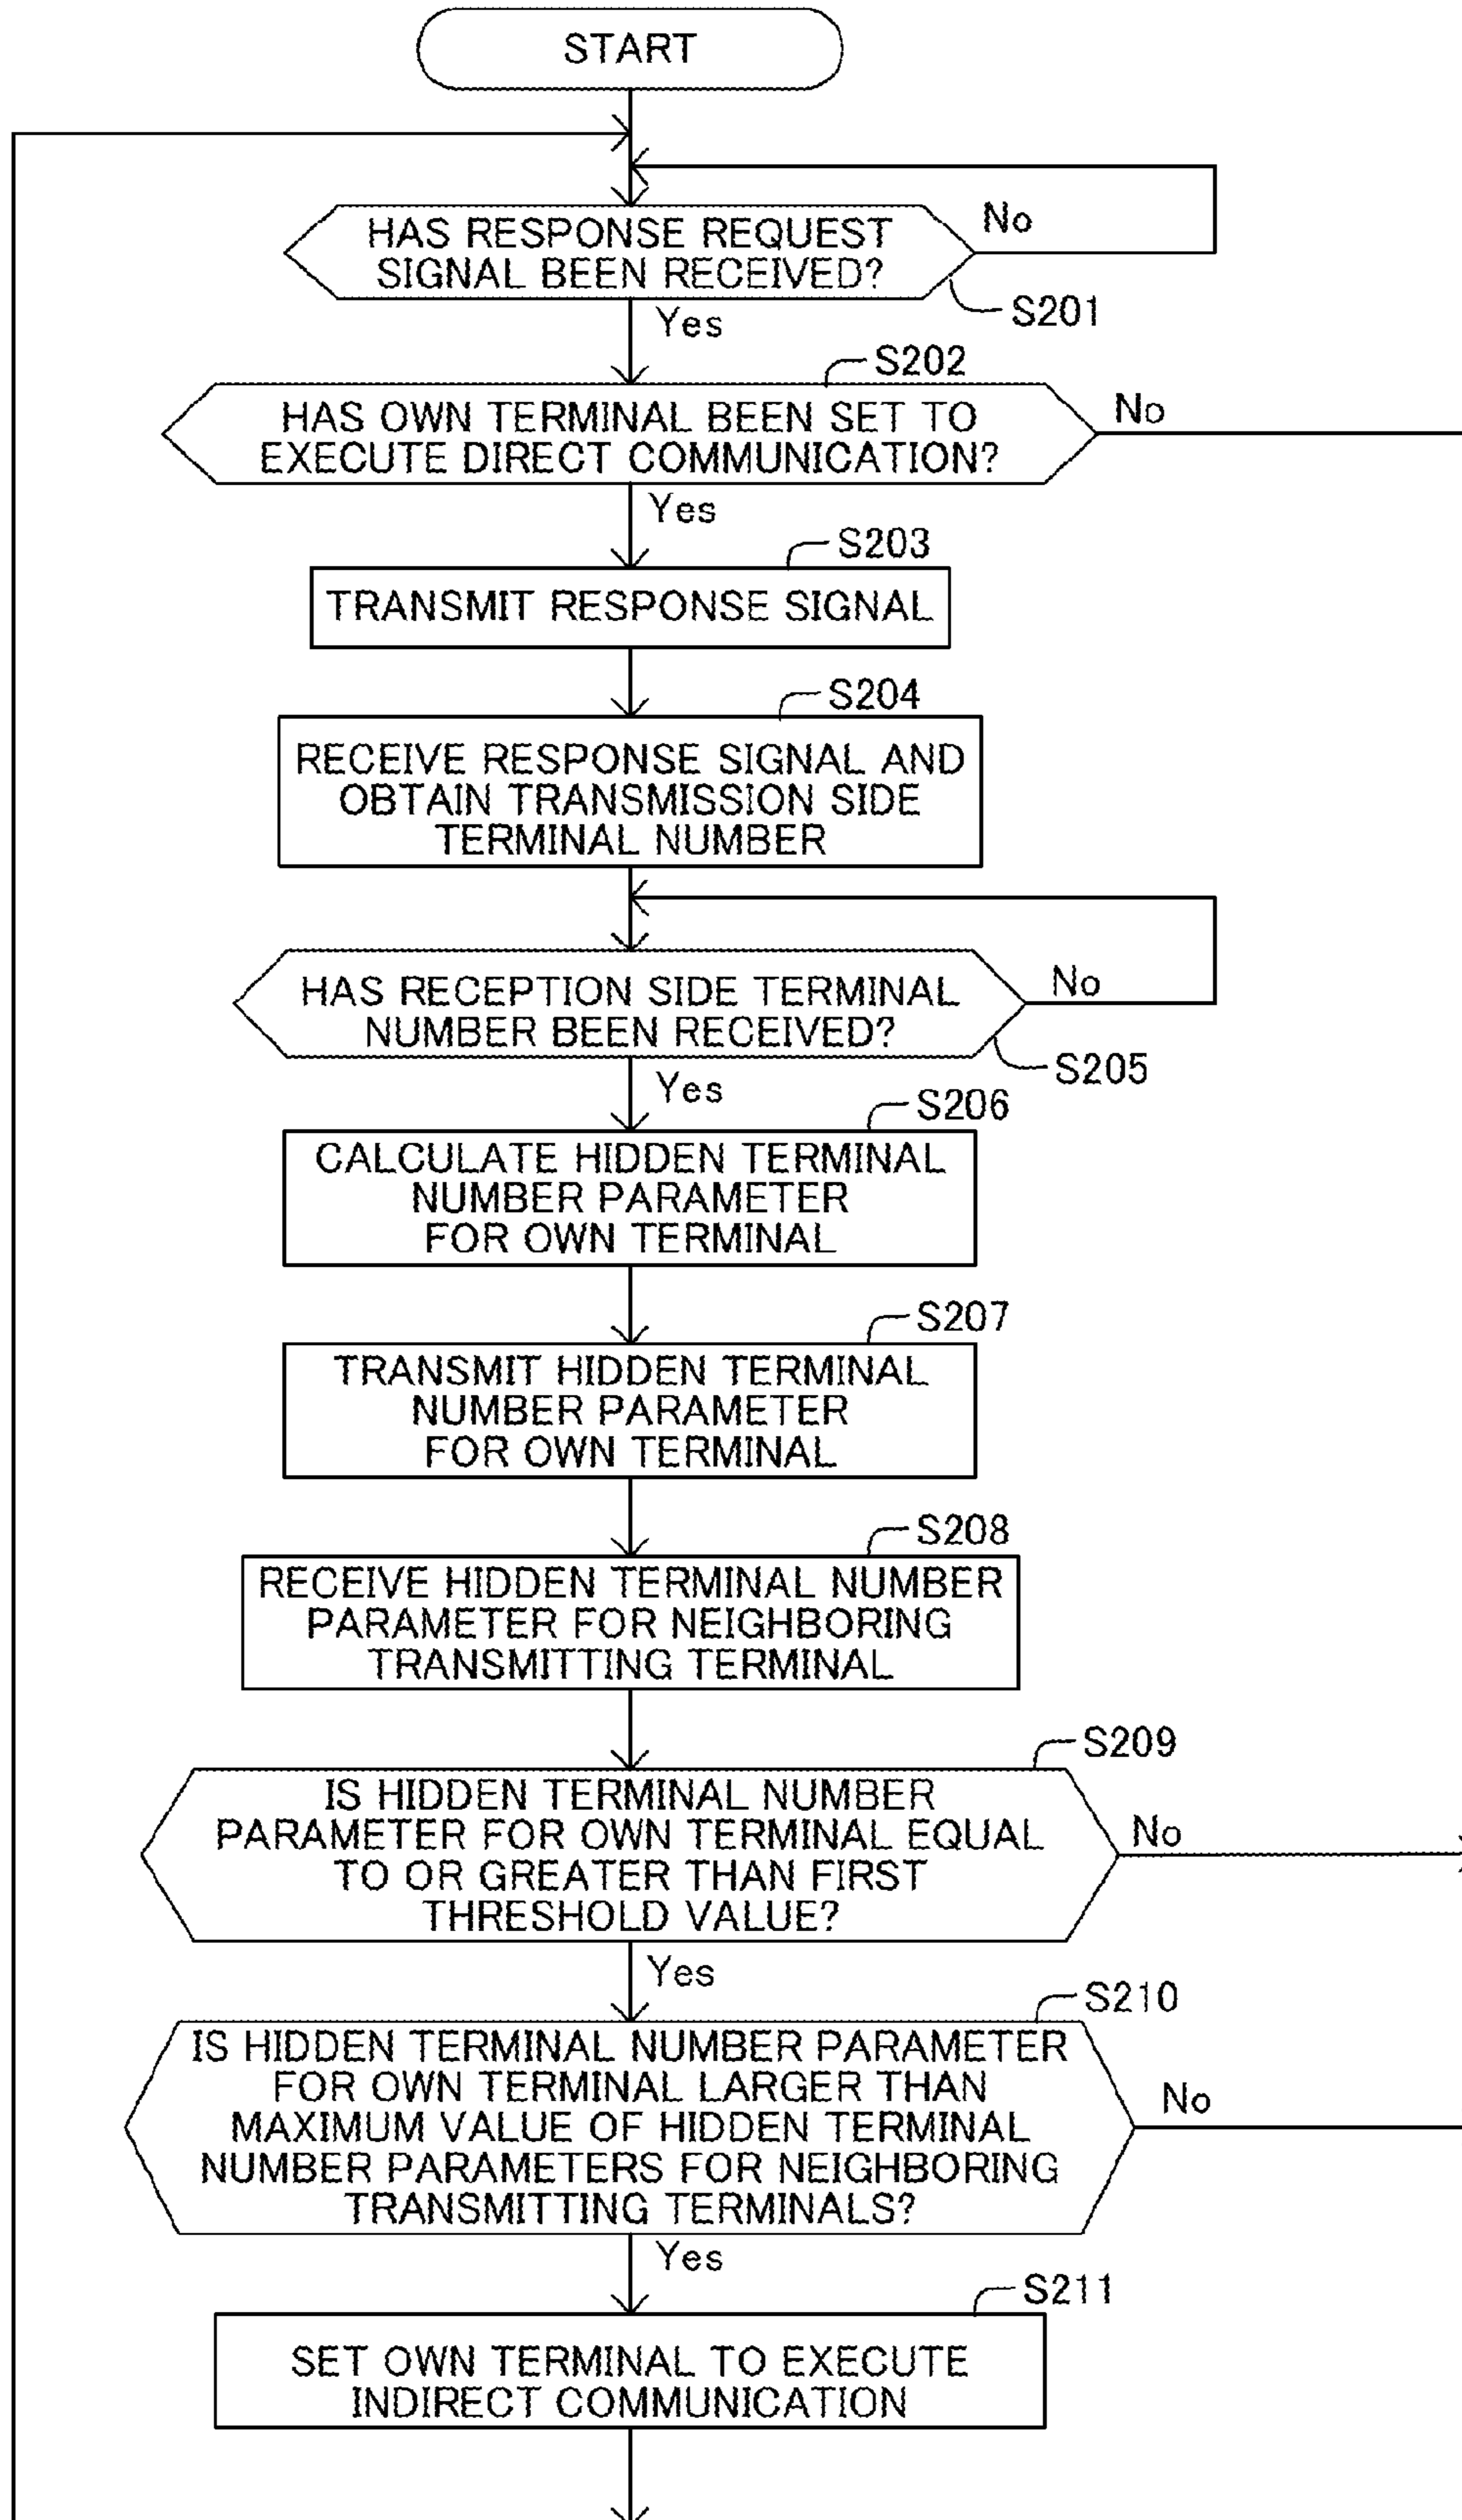 START
HAS RESPONSE REQUEST
SIGNAL BEEN RECEIVED?
No
S201
Yes
S202
HAS OWN TERMINAL BEEN SET TO
EXECUTE DIRECT COMMUNICATION?
No
Yes
S203
TRANSMIT RESPONSE SIGNAL
S204
RECEIVE RESPONSE SIGNAL AND
OBTAIN TRANSMISSION SIDE
TERMINAL NUMBER
HAS RECEPTION SIDE TERMINAL
NUMBER BEEN RECEIVED?
No
S205
Yes
S206
CALCULATE HIDDEN TERMINAL
NUMBER PARAMETER
FOR OWN TERMINAL
S207
TRANSMIT HIDDEN TERMINAL
NUMBER PARAMETER
FOR OWN TERMINAL
S208
RECEIVE HIDDEN TERMINAL NUMBER
PARAMETER FOR NEIGHBORING
TRANSMITTING TERMINAL
S209
IS HIDDEN TERMINAL NUMBER
PARAMETER FOR OWN TERMINAL EQUAL
TO OR GREATER THAN FIRST
THRESHOLD VALUE?
No
Yes
S210
IS HIDDEN TERMINAL NUMBER PARAMETER
FOR OWN TERMINAL LARGER THAN
MAXIMUM VALUE OF HIDDEN TERMINAL
NUMBER PARAMETERS FOR NEIGHBORING
TRANSMITTING TERMINALS?
No
Yes
S211
SET OWN TERMINAL TO EXECUTE
INDIRECT COMMUNICATION